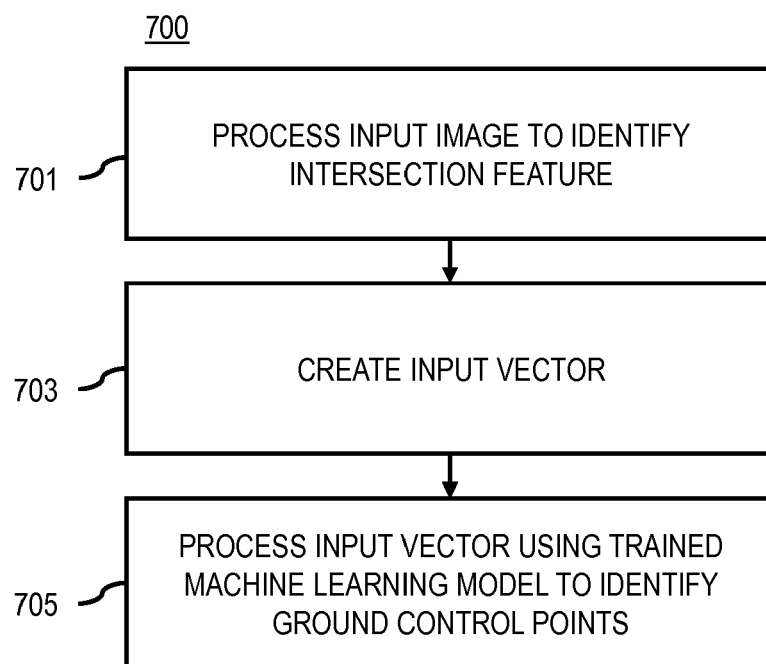 700
701
PROCESS INPUT IMAGE TO IDENTIFY
INTERSECTION FEATURE
703
CREATE INPUT VECTOR
705
PROCESS INPUT VECTOR USING TRAINED
MACHINE LEARNING MODEL TO IDENTIFY
GROUND CONTROL POINTS